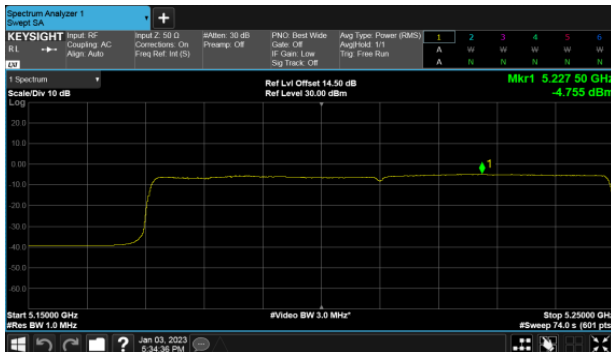 Spectrum Analyzer 1
Swept SA
+
KEYSIGHT Input: RF Input Z: 50 Ω #Atten: 30 dB PNO: Best Wide Avg Type: Power (RMS) 1 2 3 4 5 6
RL Coupling: AC Corrections: On Preamp: Off Gate: Off Avg|Hold: 1/1 A W W W W W
Align: Auto Freq Ref: Int (S) IF Gain: Low Trig: Free Run
Sig Track: Off A N N N N N
LXI
1 Spectrum
Ref Lvl Offset 14.50 dB Mkr1 5.227 50 GHz
Scale/Div 10 dB Ref Level 30.00 dBm -4.755 dBm
Log
20.0
10.0
0.00
1
-10.0
-20.0
-30.0
-40.0
-50.0
-60.0
Start 5.15000 GHz #Video BW 3.0 MHz* Stop 5.25000 GHz
#Res BW 1.0 MHz #Sweep 74.0 s (601 pts)
? Jan 03, 2023
5:34:36 PM